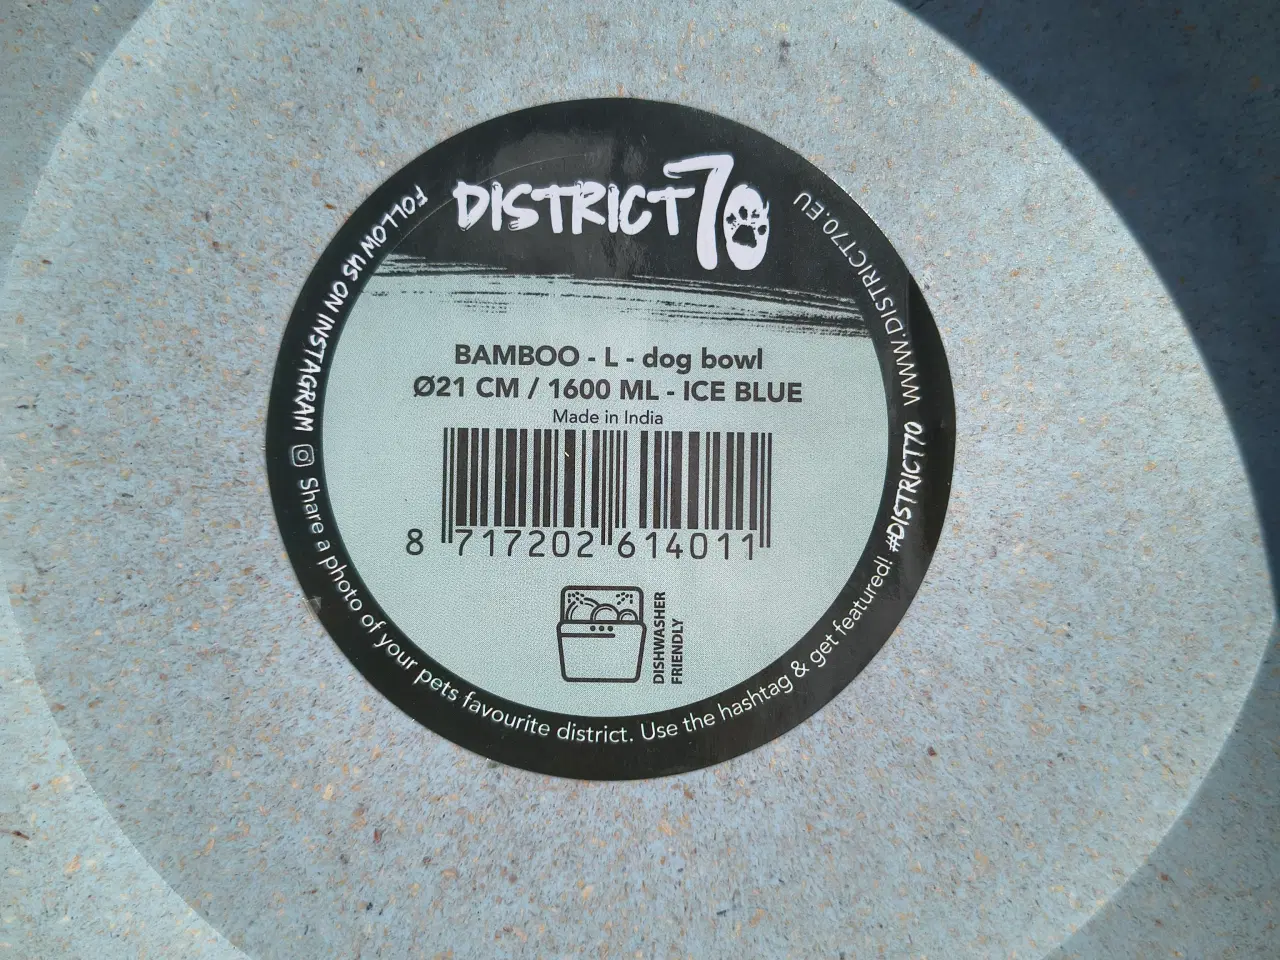 DISTRICT70
BAMBOO - L - dog bowl
Ø21 CM / 1600 ML - ICE BLUE
Made in India
8 717202 614011
DISHWASHER
FRIENDLY
FOLLOW US ON INSTAGRAM
Share a photo of your pets favourite district. Use the hashtag & get featured! #DISTRICT70
WWW.DISTRICT70.EU